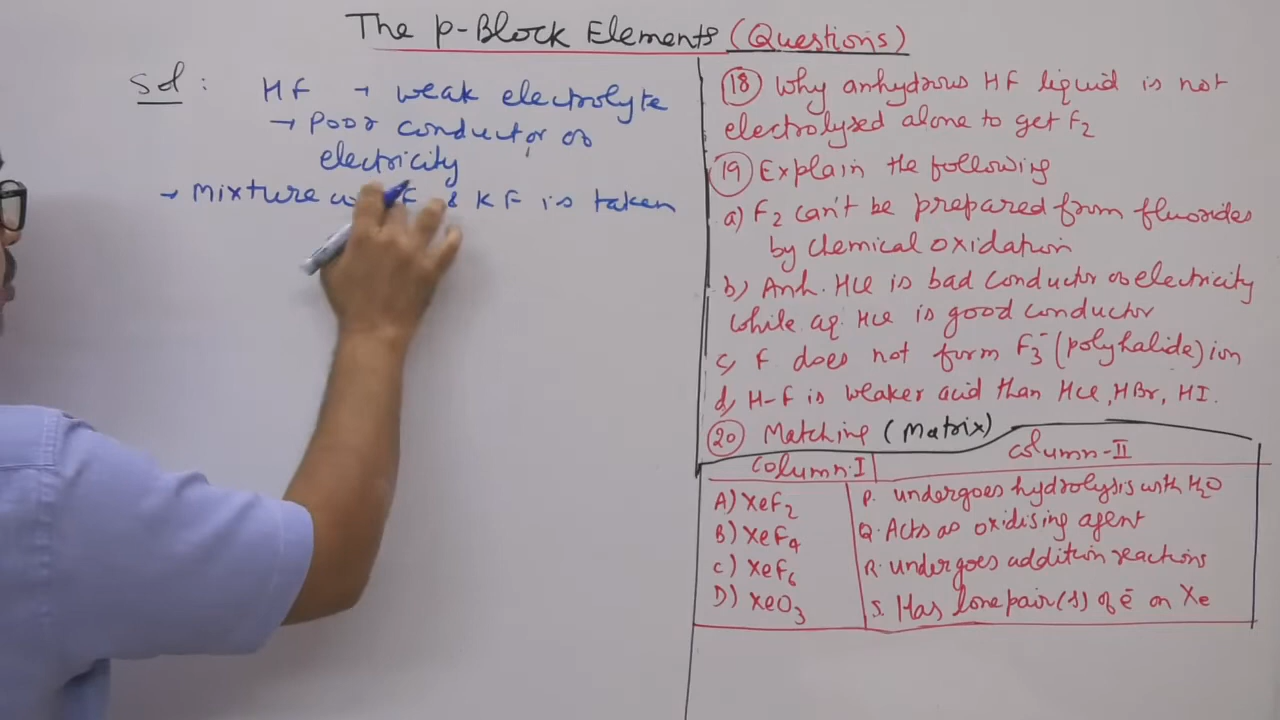 The p-Block Elements (Questions)
Sol : HF → weak electrolyte
→ Poor conductor of
electricity
→ Mixture F & KF is taken
(18) Why anhydrous HF liquid is not
electrolyzed alone to get F2
(19) Explain the following
a) F2 can't be prepared from fluorides
by chemical oxidation
b) Anh. HCl is bad conductor of electricity
while aq. HCl is good conductor
c) F does not form F3⁻ (polyhalide) ion
d) H-F is weaker acid than HCl, HBr, HI.
(20) Matching (Matrix)
Column-I Column-II
A) XeF2 P. undergoes hydrolysis with H2O
B) XeF4 Q. Acts as oxidising agent
C) XeF6 R. undergoes addition reactions
D) XeO3 S. Has lone pair(s) of e⁻ on Xe